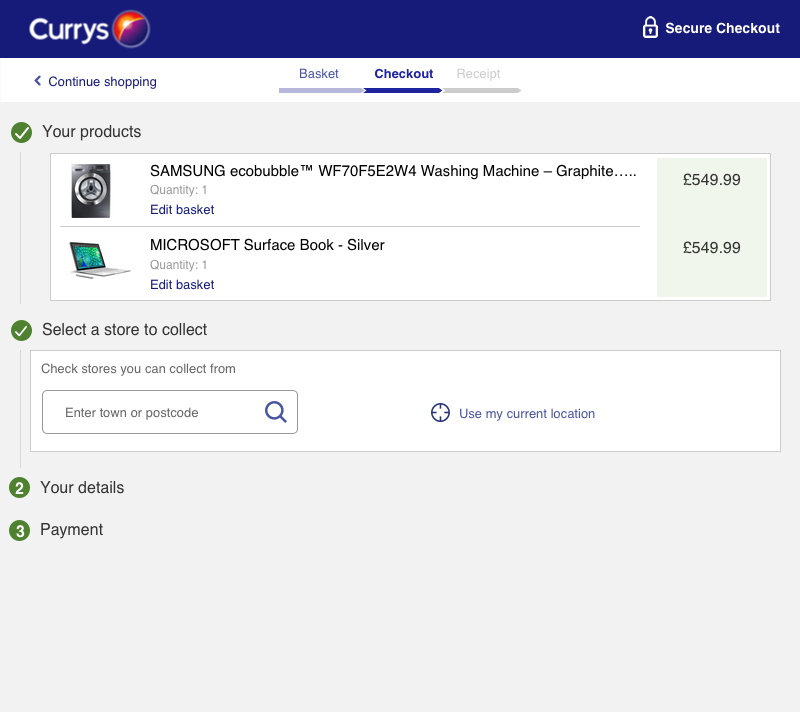 Currys
Secure Checkout
Continue shopping
Basket
Checkout
Receipt
Your products
SAMSUNG ecobubble™ WF70F5E2W4 Washing Machine – Graphite…..
£549.99
Quantity: 1
Edit basket
MICROSOFT Surface Book - Silver
£549.99
Quantity: 1
Edit basket
Select a store to collect
Check stores you can collect from
Enter town or postcode
Use my current location
2 Your details
3 Payment